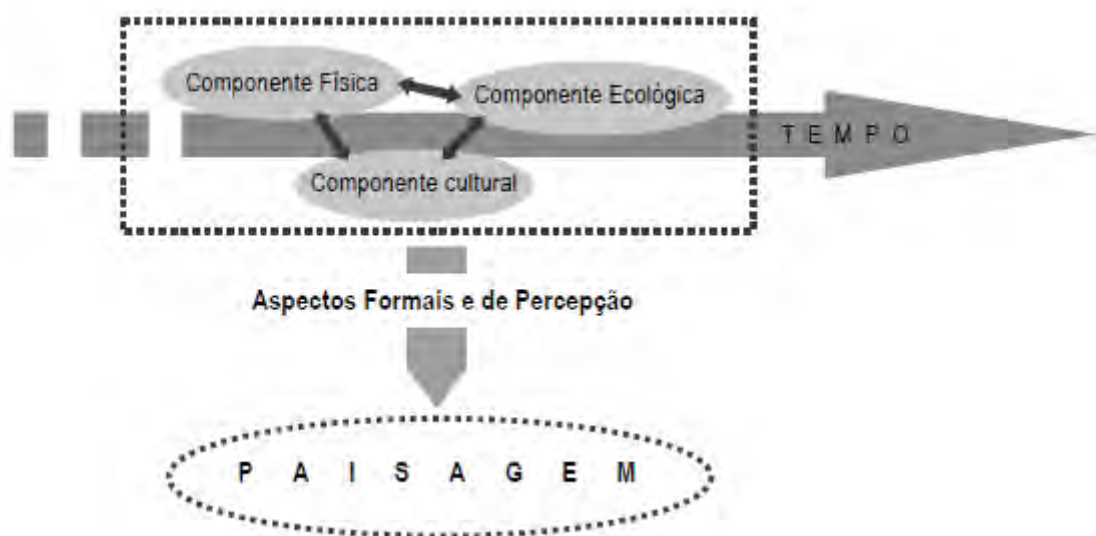 Componente Física
Componente Ecológica
T E M P O
Componente cultural
Aspectos Formais e de Percepção
P A I S A G E M